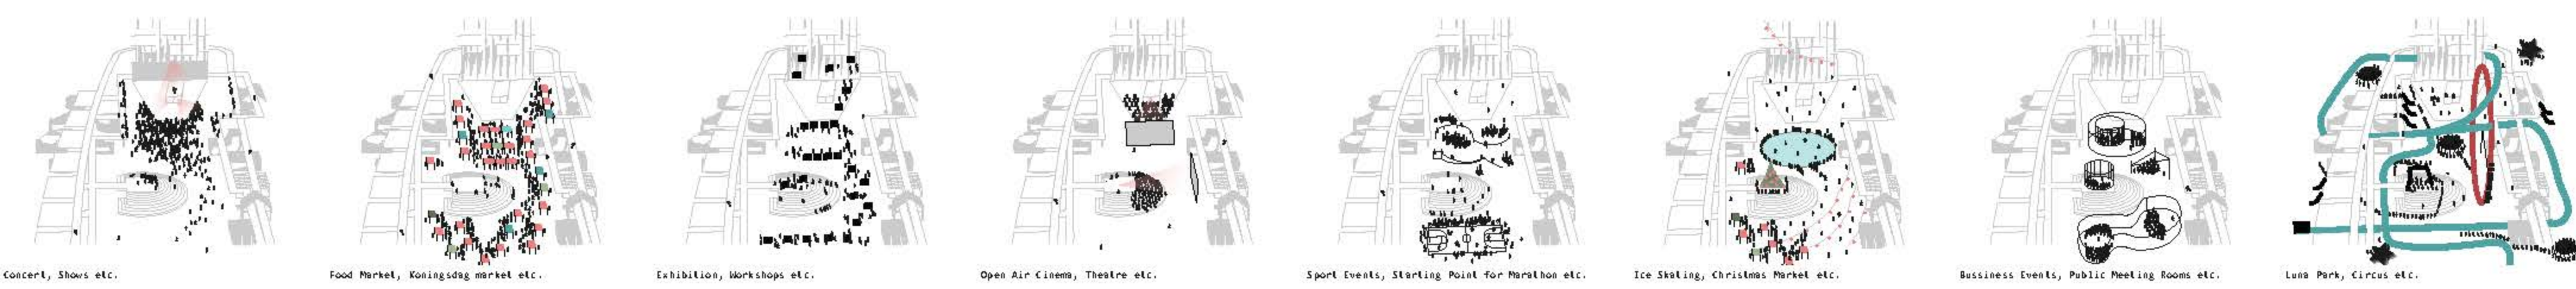 Concert, Shows etc.
Food Market, Koningsdag market etc.
Exhibition, Workshops etc.
Open Air Cinema, Theatre etc.
Sport Events, Starting Point for Marathon etc.
Ice Skating, Christmas Market etc.
Bussiness Events, Public Meeting Rooms etc.
Luna Park, Circus etc.